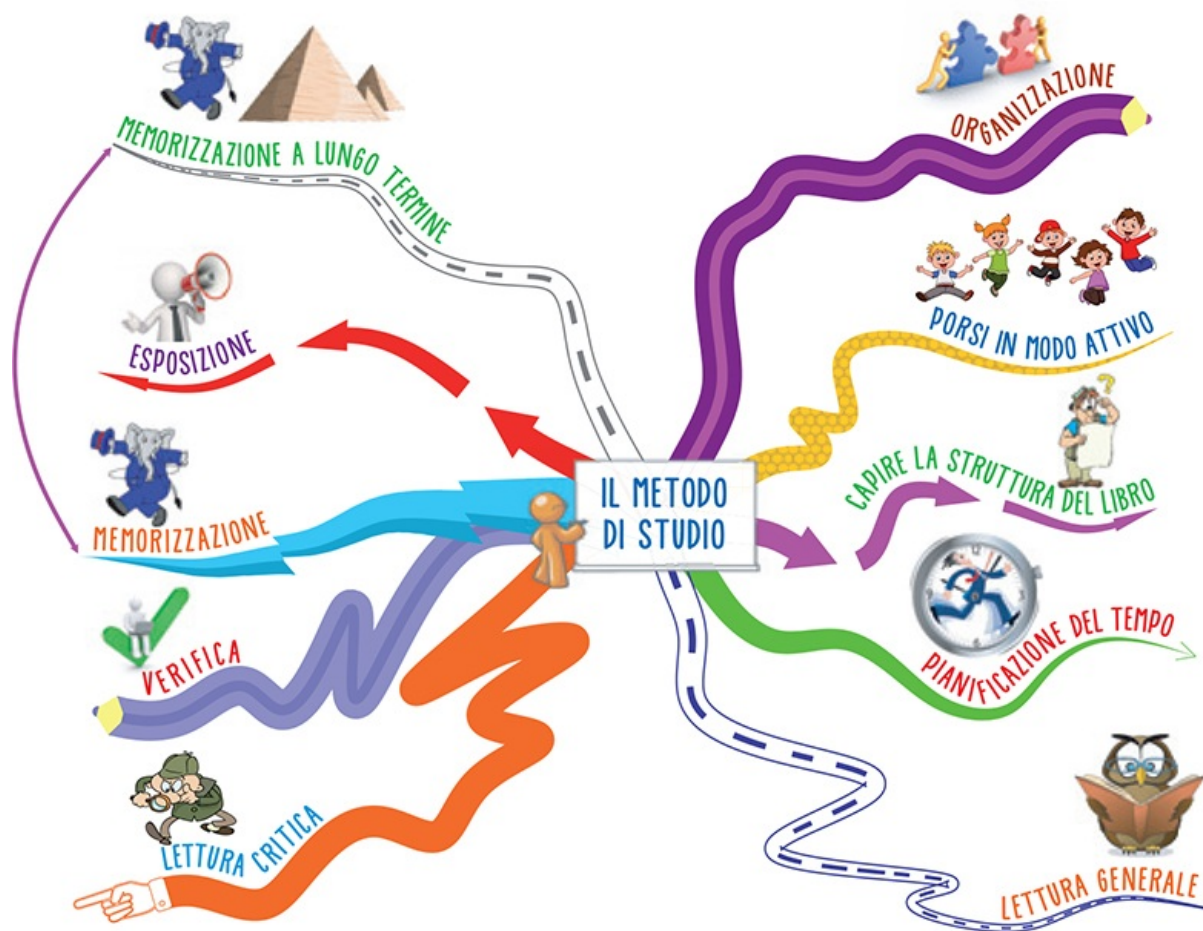 IL METODO
DI STUDIO
ORGANIZZAZIONE
PORSI IN MODO ATTIVO
CAPIRE LA STRUTTURA DEL LIBRO
PIANIFICAZIONE DEL TEMPO
LETTURA GENERALE
LETTURA CRITICA
VERIFICA
MEMORIZZAZIONE
ESPOSIZIONE
MEMORIZZAZIONE A LUNGO TERMINE